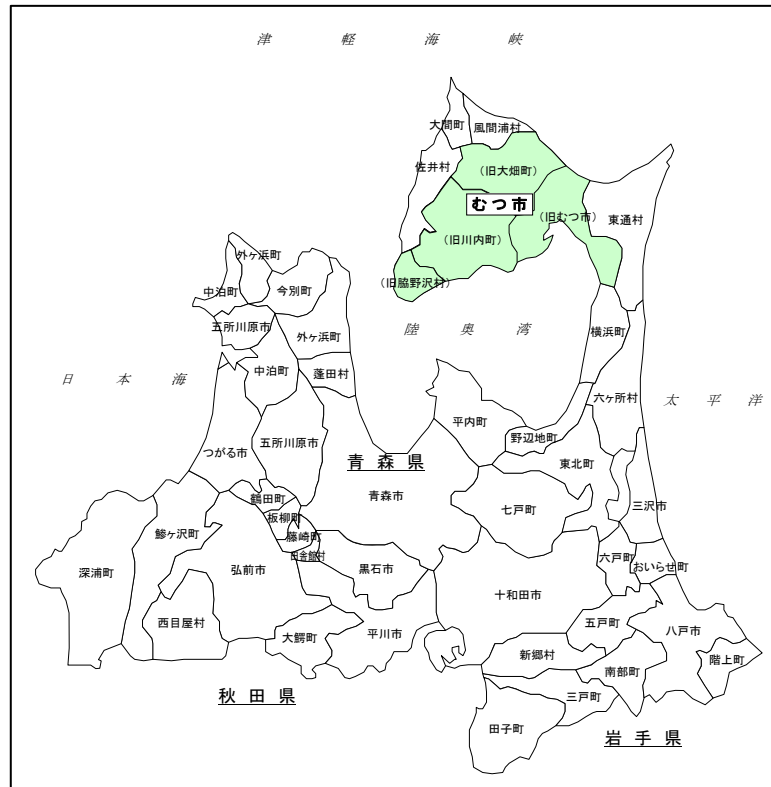 津軽海峡
大間町
風間浦村
佐井村
(旧大畑町)
むつ市
(旧むつ市)
東通村
(旧川内町)
(旧脇野沢村)
外ヶ浜町
中泊町
今別町
五所川原市
外ヶ浜町
陸奥湾
横浜町
中泊町
蓬田村
日本海
六ヶ所村
太平洋
平内町
野辺地町
つがる市
五所川原市
青森県
東北町
青森市
鶴田町
七戸町
三沢市
板柳町
鰺ヶ沢町
藤崎町
田舎館村
六戸町
おいらせ町
深浦町
弘前市
黒石市
十和田市
西目屋村
大鰐町
平川市
五戸町
八戸市
新郷村
南部町
階上町
秋田県
三戸町
田子町
岩手県